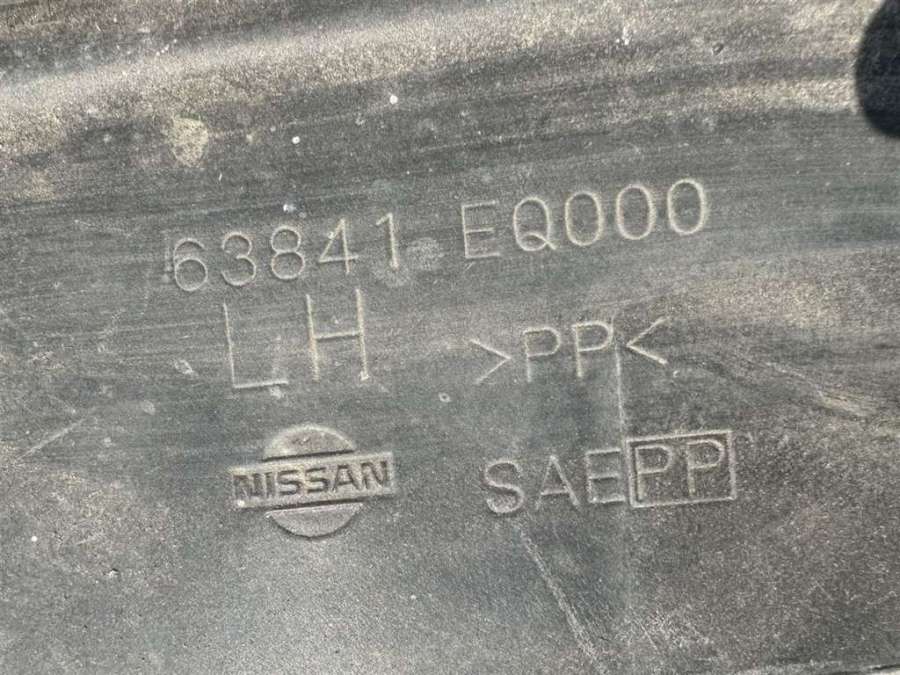 63841 EQ000
LH >PP<
NISSAN SAE PP